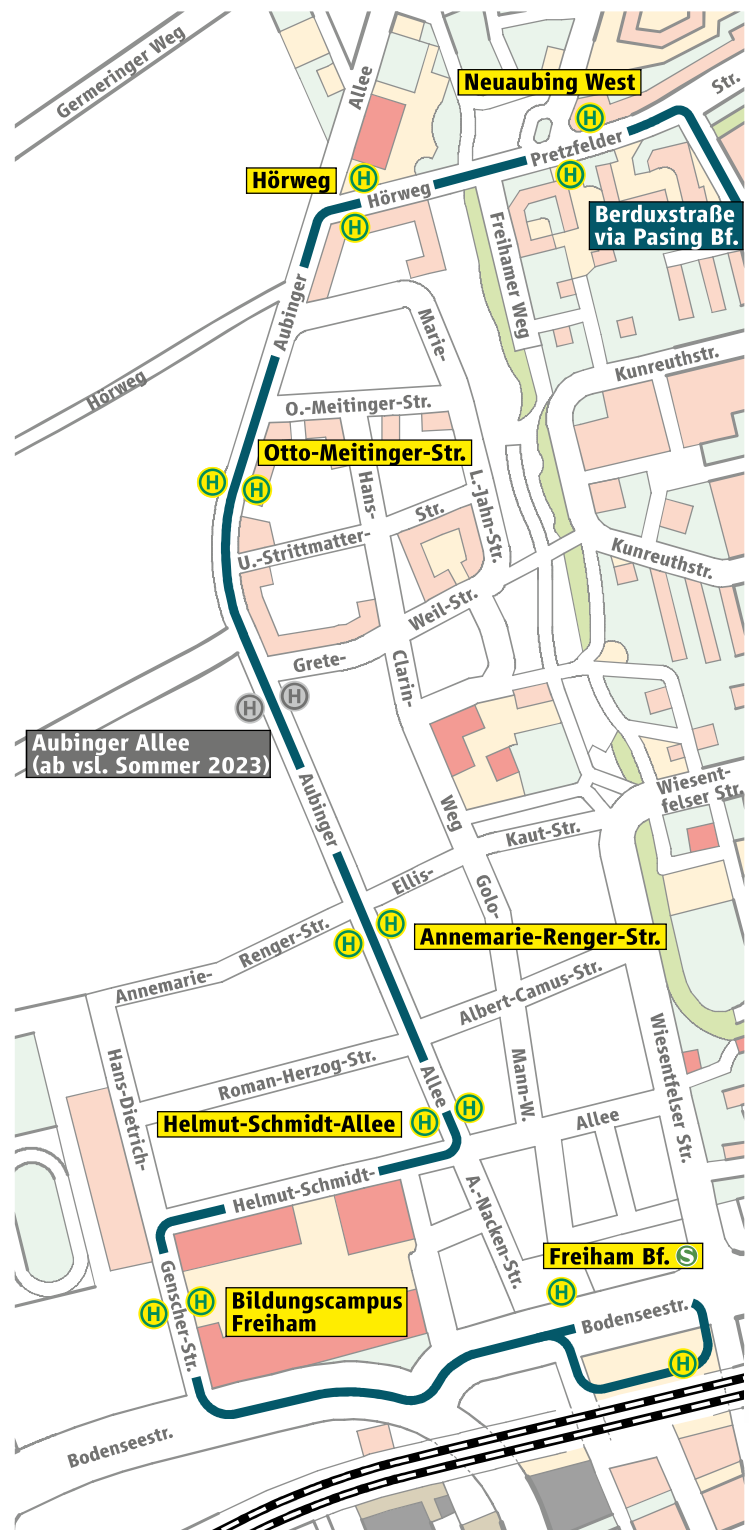 Germeringer Weg
Allee
Neuaubing West
Str.
H
Pretzfelder
Hörweg
H
H
Hörweg
H
Berduxstraße
via Pasing Bf.
Freihamer Weg
Aubinger
Marie-
Kunreuthstr.
Hörweg
O.-Meitinger-Str.
Otto-Meitinger-Str.
H
H
Hans-
L.-Jahn-Str.
Str.
U.-Strittmatter-
Kunreuthstr.
Weil-Str.
Grete-
Clarin-
H
H
Aubinger Allee
(ab vsl. Sommer 2023)
Aubinger
Wiesent-
felser Str.
Weg
Kaut-Str.
Ellis-
Golo-
H
H
Annemarie-Renger-Str.
Renger-Str.
Annemarie-
Albert-Camus-Str.
Wiesentfelser Str.
Hans-Dietrich-
Roman-Herzog-Str.
Mann-W.
Allee
H
Helmut-Schmidt-Allee
H
Allee
Helmut-Schmidt-
A.-Nacken-Str.
Freiham Bf. S
Genscher-Str.
H
H
Bildungscampus
Freiham
H
Bodenseestr.
H
Bodenseestr.